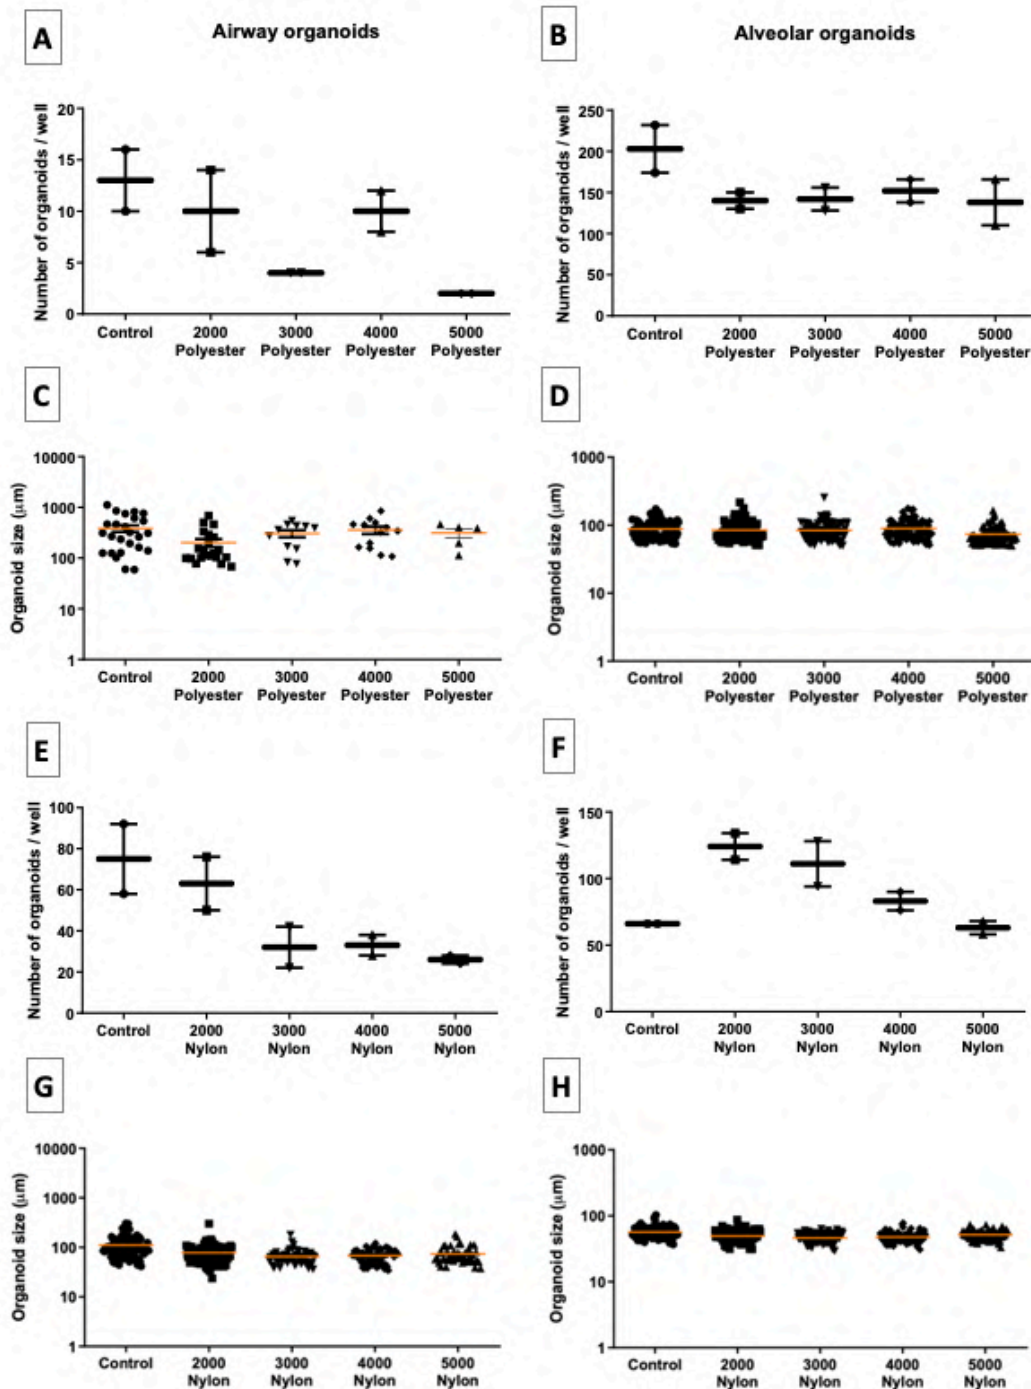 A
Airway organoids
Number of organoids / well
20
15
10
5
0
Control
2000
Polyester
3000
Polyester
4000
Polyester
5000
Polyester
B
Alveolar organoids
Number of organoids / well
250
200
150
100
50
0
Control
2000
Polyester
3000
Polyester
4000
Polyester
5000
Polyester
C
Organoid size (μm)
10000
1000
100
10
1
Control
2000
Polyester
3000
Polyester
4000
Polyester
5000
Polyester
D
Organoid size (μm)
1000
100
10
1
Control
2000
Polyester
3000
Polyester
4000
Polyester
5000
Polyester
E
Number of organoids / well
100
80
60
40
20
0
Control
2000
Nylon
3000
Nylon
4000
Nylon
5000
Nylon
F
Number of organoids / well
150
100
50
0
Control
2000
Nylon
3000
Nylon
4000
Nylon
5000
Nylon
G
Organoid size (μm)
10000
1000
100
10
1
Control
2000
Nylon
3000
Nylon
4000
Nylon
5000
Nylon
H
Organoid size (μm)
1000
100
10
1
Control
2000
Nylon
3000
Nylon
4000
Nylon
5000
Nylon